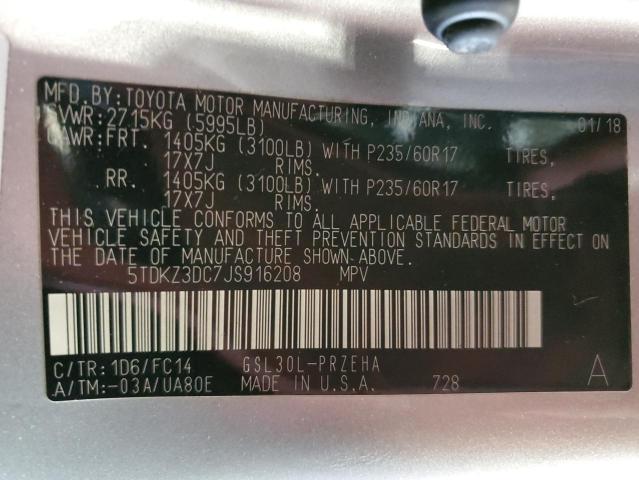 MFD.BY:TOYOTA MOTOR MANUFACTURING, INDIANA, INC. 01/18
GVWR:2715KG (5995LB)
GAWR:FRT. 1405KG (3100LB) WITH P235/60R17 TIRES,
17X7J RIMS.
RR. 1405KG (3100LB) WITH P235/60R17 TIRES,
17X7J RIMS.
THIS VEHICLE CONFORMS TO ALL APPLICABLE FEDERAL MOTOR
VEHICLE SAFETY AND THEFT PREVENTION STANDARDS IN EFFECT ON
THE DATE OF MANUFACTURE SHOWN-ABOVE.
5TDKZ3DC7JS916208 MPV
C/TR:1D6/FC14 GSL30L-PRZEHA
A/TM:-03A/UA80E MADE IN U.S.A. 728 A